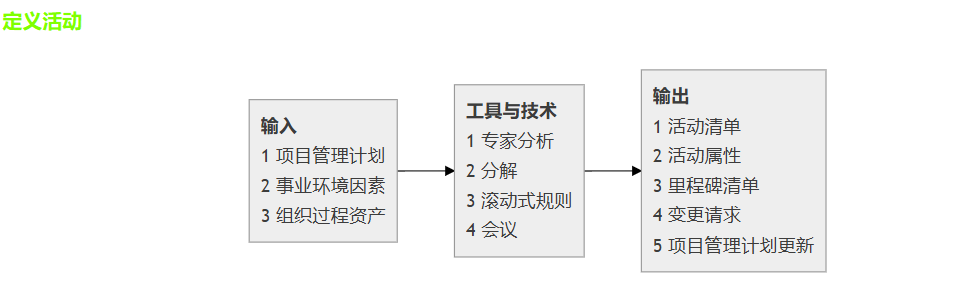 定义活动
输入
1 项目管理计划
2 事业环境因素
3 组织过程资产
工具与技术
1 专家分析
2 分解
3 滚动式规则
4 会议
输出
1 活动清单
2 活动属性
3 里程碑清单
4 变更请求
5 项目管理计划更新